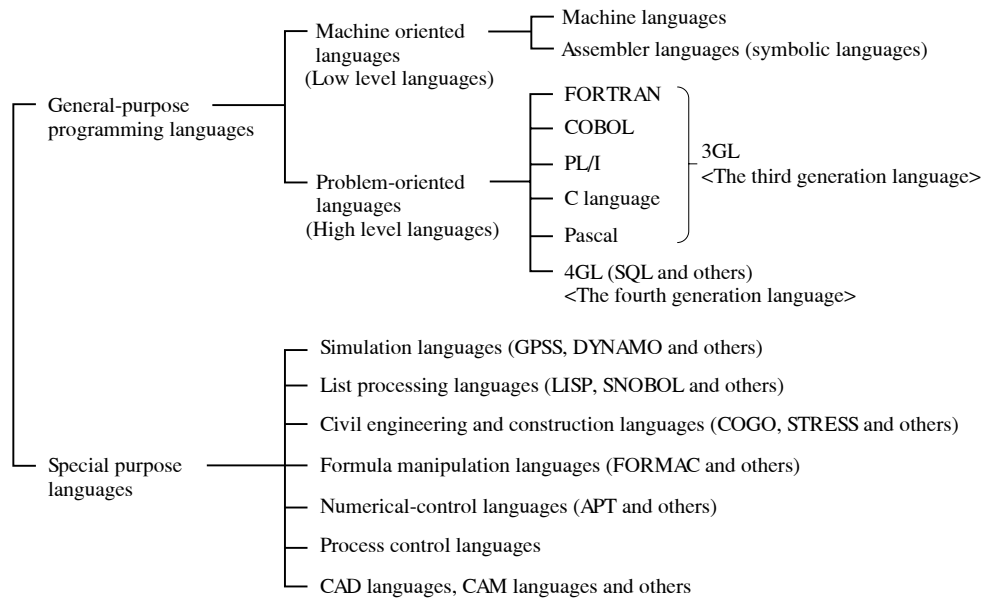 Machine oriented
languages
(Low level languages)
Machine languages
Assembler languages (symbolic languages)
General-purpose
programming languages
Problem-oriented
languages
(High level languages)
FORTRAN
COBOL
PL/I
C language
Pascal
3GL
<The third generation language>
4GL (SQL and others)
<The fourth generation language>
Special purpose
languages
Simulation languages (GPSS, DYNAMO and others)
List processing languages (LISP, SNOBOL and others)
Civil engineering and construction languages (COGO, STRESS and others)
Formula manipulation languages (FORMAC and others)
Numerical-control languages (APT and others)
Process control languages
CAD languages, CAM languages and others